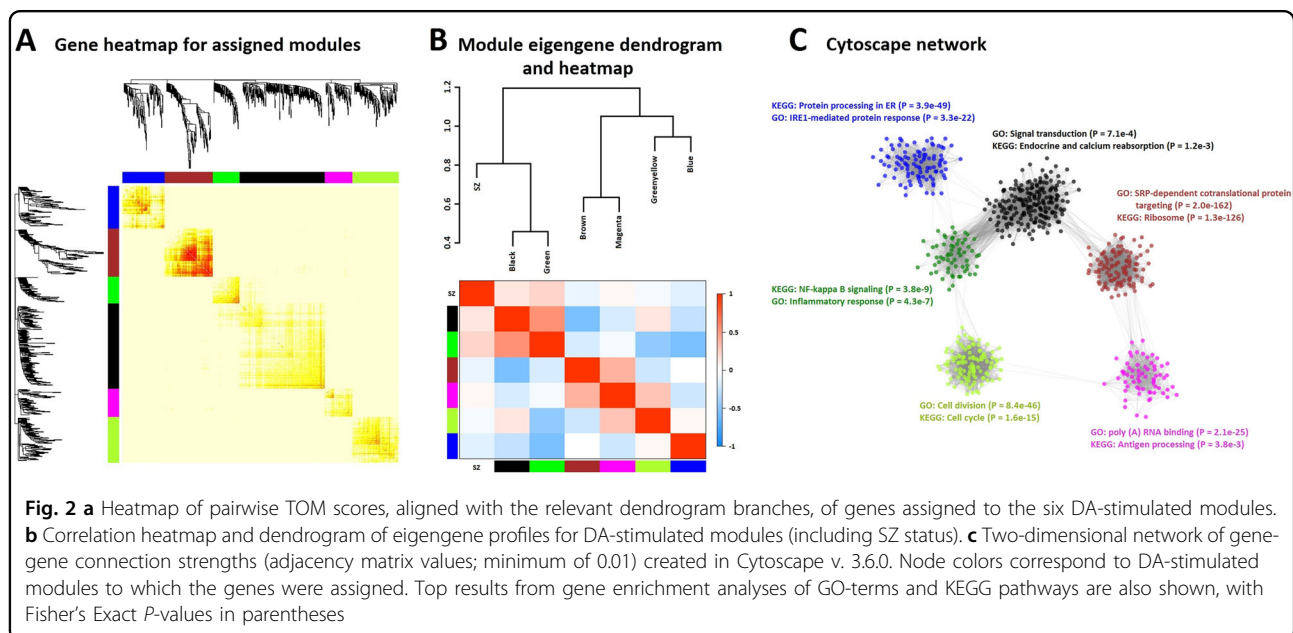 A Gene heatmap for assigned modules
B Module eigengene dendrogram
and heatmap
1.2
1.0
0.8
0.6
0.4
SZ
Black
Green
Brown
Magenta
Greenyellow
Blue
SZ
SZ
1
0.5
0
-0.5
-1
C Cytoscape network
KEGG: Protein processing in ER (P = 3.9e-49)
GO: IRE1-mediated protein response (P = 3.3e-22)
GO: Signal transduction (P = 7.1e-4)
KEGG: Endocrine and calcium reabsorption (P = 1.2e-3)
GO: SRP-dependent cotranslational protein
targeting (P = 2.0e-162)
KEGG: Ribosome (P = 1.3e-126)
KEGG: NF-kappa B signaling (P = 3.8e-9)
GO: Inflammatory response (P = 4.3e-7)
GO: Cell division (P = 8.4e-46)
KEGG: Cell cycle (P = 1.6e-15)
GO: poly (A) RNA binding (P = 2.1e-25)
KEGG: Antigen processing (P = 3.8e-3)
Fig. 2 a Heatmap of pairwise TOM scores, aligned with the relevant dendrogram branches, of genes assigned to the six DA-stimulated modules.
b Correlation heatmap and dendrogram of eigengene profiles for DA-stimulated modules (including SZ status). c Two-dimensional network of gene-
gene connection strengths (adjacency matrix values; minimum of 0.01) created in Cytoscape v. 3.6.0. Node colors correspond to DA-stimulated
modules to which the genes were assigned. Top results from gene enrichment analyses of GO-terms and KEGG pathways are also shown, with
Fisher's Exact P-values in parentheses